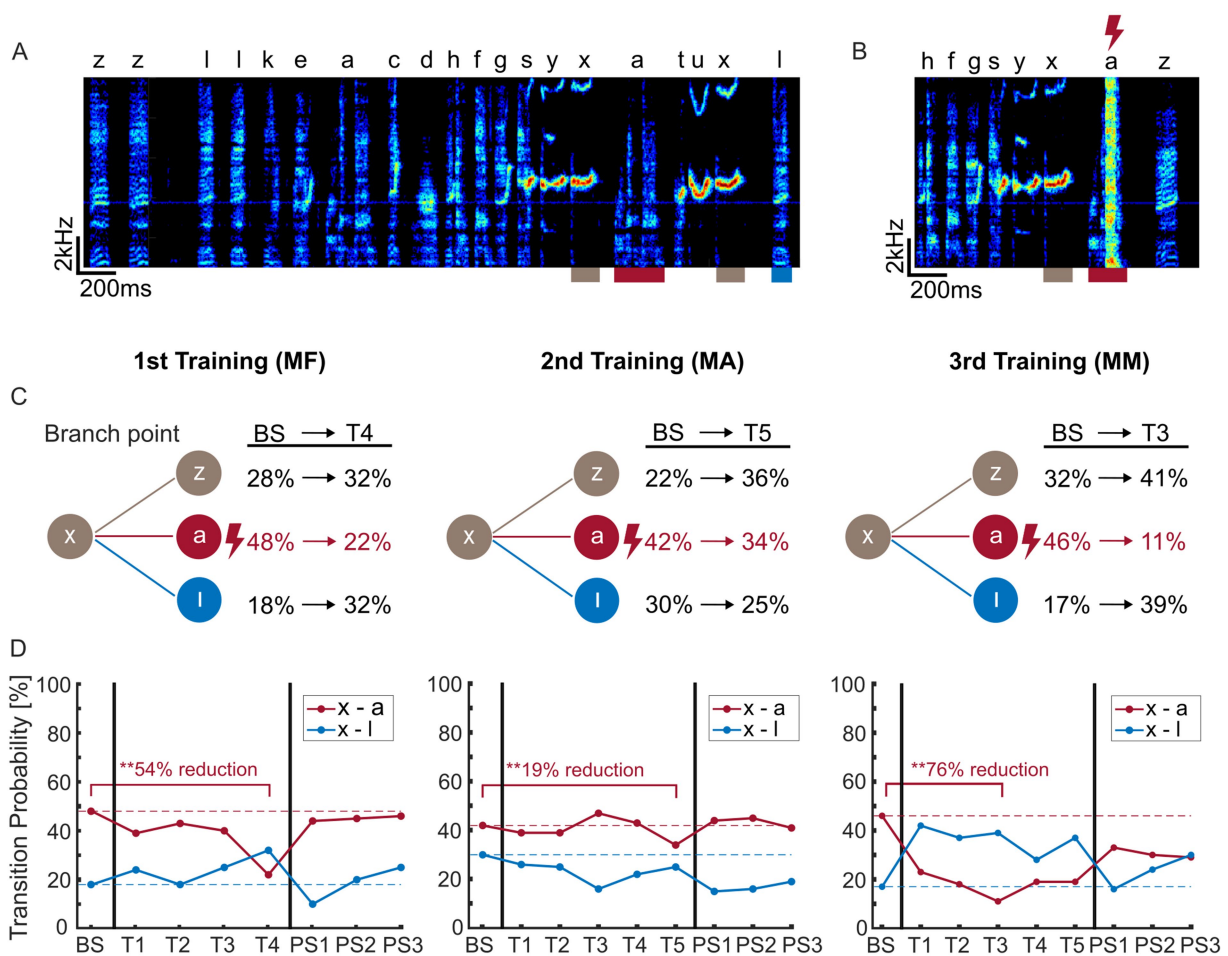 A
z z l l k e a c d h f g s y x a t u x l
2kHz
200ms
B
h f g s y x a z
2kHz
200ms
1st Training (MF)
2nd Training (MA)
3rd Training (MM)
C
Branch point
BS → T4
z 28% → 32%
x a 48% → 22%
l 18% → 32%
BS → T5
z 22% → 36%
x a 42% → 34%
l 30% → 25%
BS → T3
z 32% → 41%
x a 46% → 11%
l 17% → 39%
D
Transition Probability [%]
100
80
60
40
20
0
x - a
x - l
**54% reduction
BS T1 T2 T3 T4 PS1 PS2 PS3
100
80
60
40
20
0
x - a
x - l
**19% reduction
BS T1 T2 T3 T4 T5 PS1 PS2 PS3
100
80
60
40
20
0
x - a
x - l
**76% reduction
BS T1 T2 T3 T4 T5 PS1 PS2 PS3